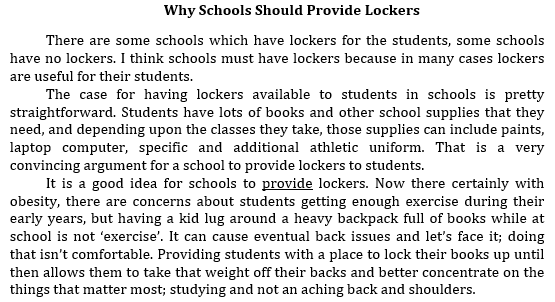 Why Schools Should Provide Lockers
There are some schools which have lockers for the students, some schools
have no lockers. I think schools must have lockers because in many cases lockers
are useful for their students.
The case for having lockers available to students in schools is pretty
straightforward. Students have lots of books and other school supplies that they
need, and depending upon the classes they take, those supplies can include paints,
laptop computer, specific and additional athletic uniform. That is a very
convincing argument for a school to provide lockers to students.
It is a good idea for schools to provide lockers. Now there certainly with
obesity, there are concerns about students getting enough exercise during their
early years, but having a kid lug around a heavy backpack full of books while at
school is not ‘exercise’. It can cause eventual back issues and let’s face it; doing
that isn’t comfortable. Providing students with a place to lock their books up until
then allows them to take that weight off their backs and better concentrate on the
things that matter most; studying and not an aching back and shoulders.